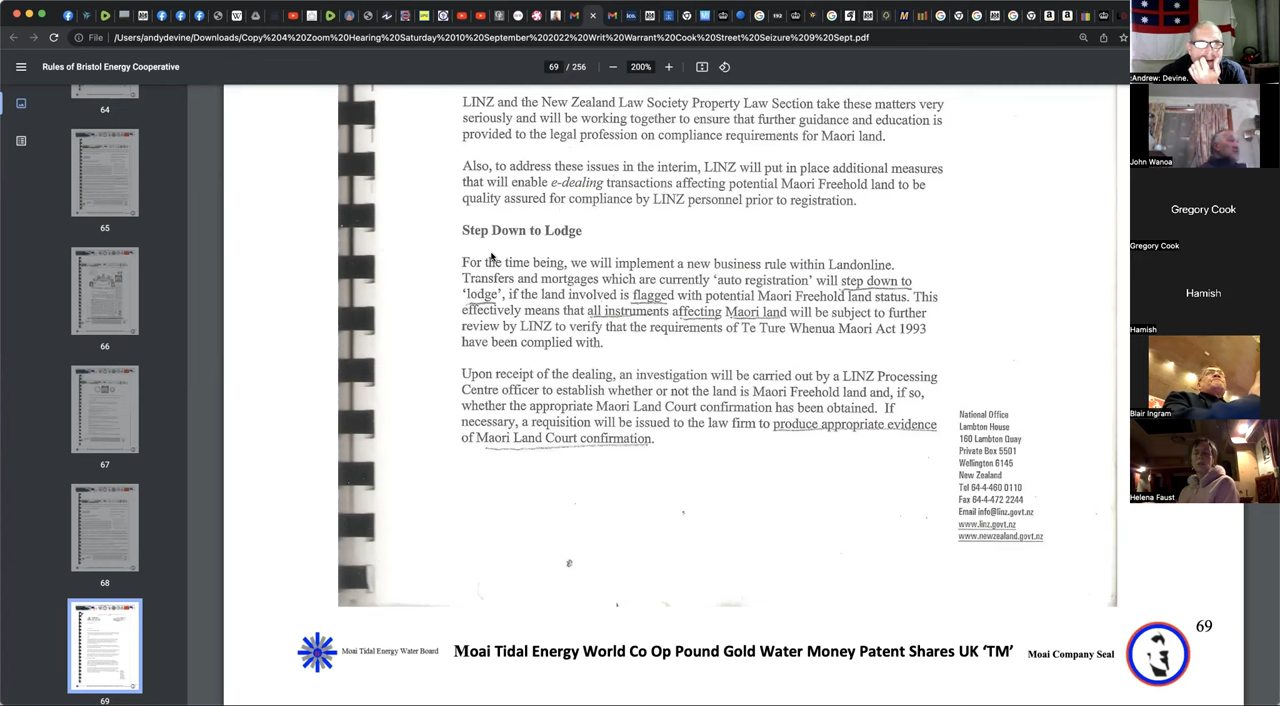 File
/Users/andydevine/Downloads/Copy%204%20Zoom%20Hearing%20Saturday%20
%202022%20Writ%20Warrant%20Cook%20Street%20Seizure%209%20Sept.pdf
Rules of Bristol Energy Cooperative
/ 256
200%
64
65
66
67
68
69
LINZ and the New Zealand Law Society Property Law Section take these matters very
seriously and will be working together to ensure that further guidance and education is
provided to the legal profession on compliance requirements for Maori land.
Also, to address these issues in the interim, LINZ will put in place additional measures
that will enable e-dealing transactions affecting potential Maori Freehold land to be
quality assured for compliance by LINZ personnel prior to registration.
Step Down to Lodge
For the time being, we will implement a new business rule within Landonline.
Transfers and mortgages which are currently ‘auto registration’ will step down to
‘lodge’, if the land involved is flagged with potential Maori Freehold land status. This
effectively means that all instruments affecting Maori land will be subject to further
review by LINZ to verify that the requirements of Te Ture Whenua Maori Act 1993
have been complied with.
Upon receipt of the dealing, an investigation will be carried out by a LINZ Processing
Centre officer to establish whether or not the land is Maori Freehold land and, if so,
whether the appropriate Maori Land Court confirmation has been obtained. If
necessary, a requisition will be issued to the law firm to produce appropriate evidence
of Maori Land Court confirmation.
National Office
Lambton House
160 Lambton Quay
Private Box 5501
Wellington 6145
New Zealand
Tel 64-4-460 0110
Fax 64-4-472 2244
Email info@linz.govt.nz
www.linz.govt.nz
www.newzealand.govt.nz
Moai Tidal Energy Water Board
Moai Tidal Energy World Co Op Pound Gold Water Money Patent Shares UK ‘TM’
Moai Company Seal
69
Andrew: Devine.
John Wanoa
Gregory Cook
Gregory Cook
Hamish
Hamish
Blair Ingram
Helena Faust